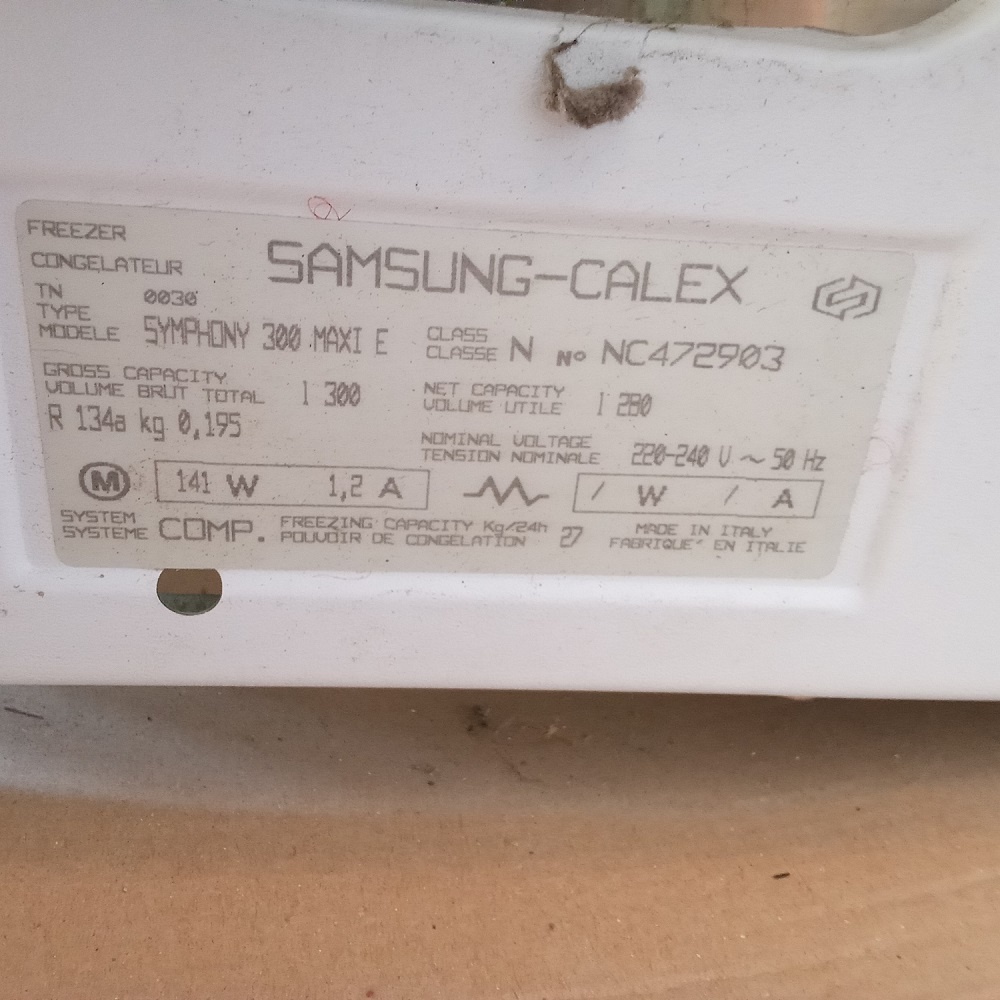 FREEZER
CONGELATEUR
SAMSUNG-CALEX
TN
TYPE 0030
MODELE SYMPHONY 300 MAXI E
CLASS
CLASSE N No NC472903
GROSS CAPACITY
VOLUME BRUT TOTAL l 300
NET CAPACITY
VOLUME UTILE l 280
R 134a kg 0,195
NOMINAL VOLTAGE
TENSION NOMINALE 220-240 V ~ 50 Hz
M 141 W 1,2 A / W / A
SYSTEM
SYSTEME COMP.
FREEZING CAPACITY Kg/24h
POUVOIR DE CONGELATION 27
MADE IN ITALY
FABRIQUE' EN ITALIE